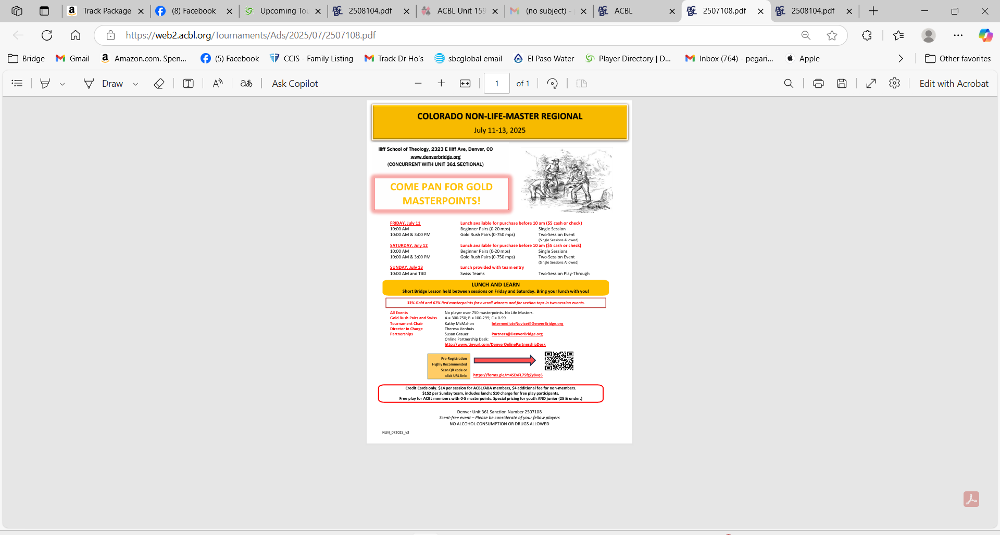 Track Package
(8) Facebook
Upcoming Tou
2508104.pdf
ACBL Unit 159
(no subject) -
ACBL
2507108.pdf
2508104.pdf
https://web2.acbl.org/Tournaments/Ads/2025/07/2507108.pdf
Bridge
Gmail
Amazon.com. Spen...
(5) Facebook
CCIS - Family Listing
Track Dr Ho's
sbcglobal email
El Paso Water
Player Directory | D...
Inbox (764) - pegari...
Apple
Other favorites
Draw
Ask Copilot
1 of 1
Edit with Acrobat
COLORADO NON-LIFE-MASTER REGIONAL
July 11-13, 2025
Iliff School of Theology, 2323 E Iliff Ave, Denver, CO
www.denverbridge.org
(CONCURRENT WITH UNIT 361 SECTIONAL)
COME PAN FOR GOLD
MASTERPOINTS!
FRIDAY, July 11 Lunch available for purchase before 10 am ($5 cash or check)
10:00 AM Beginner Pairs (0-20 mps) Single Session
10:00 AM & 3:00 PM Gold Rush Pairs (0-750 mps) Two-Session Event
(Single Sessions Allowed)
SATURDAY, July 12 Lunch available for purchase before 10 am ($5 cash or check)
10:00 AM Beginner Pairs (0-20 mps) Single Sessions
10:00 AM & 3:00 PM Gold Rush Pairs (0-750 mps) Two-Session Event
(Single Sessions Allowed)
SUNDAY, July 13 Lunch provided with team entry
10:00 AM and TBD Swiss Teams Two-Session Play-Through
LUNCH AND LEARN
Short Bridge Lesson held between sessions on Friday and Saturday. Bring your lunch with you!
33% Gold and 67% Red masterpoints for overall winners and for section tops in two-session events.
All Events No player over 750 masterpoints. No Life Masters.
Gold Rush Pairs and Swiss A = 300-750; B = 100-299; C = 0-99
Tournament Chair Kathy McMahon IntermediateNovice@DenverBridge.org
Director in Charge Theresa Venhuis
Partnerships Susan Grauer Partners@DenverBridge.org
Online Partnership Desk:
http://www.tinyurl.com/DenverOnlinePartnershipDesk
Pre-Registration
Highly Recommended
Scan QR code or
click URL link:
https://forms.gle/m4SEvFL75fgZy8vq6
Credit Cards only. $14 per session for ACBL/ABA members, $4 additional fee for non-members.
$152 per Sunday team, includes lunch; $10 charge for free play participants.
Free play for ACBL members with 0-5 masterpoints. Special pricing for youth AND junior (25 & under.)
Denver Unit 361 Sanction Number 2507108
Scent-free event – Please be considerate of your fellow players
NO ALCOHOL CONSUMPTION OR DRUGS ALLOWED
NLM_072025_v3